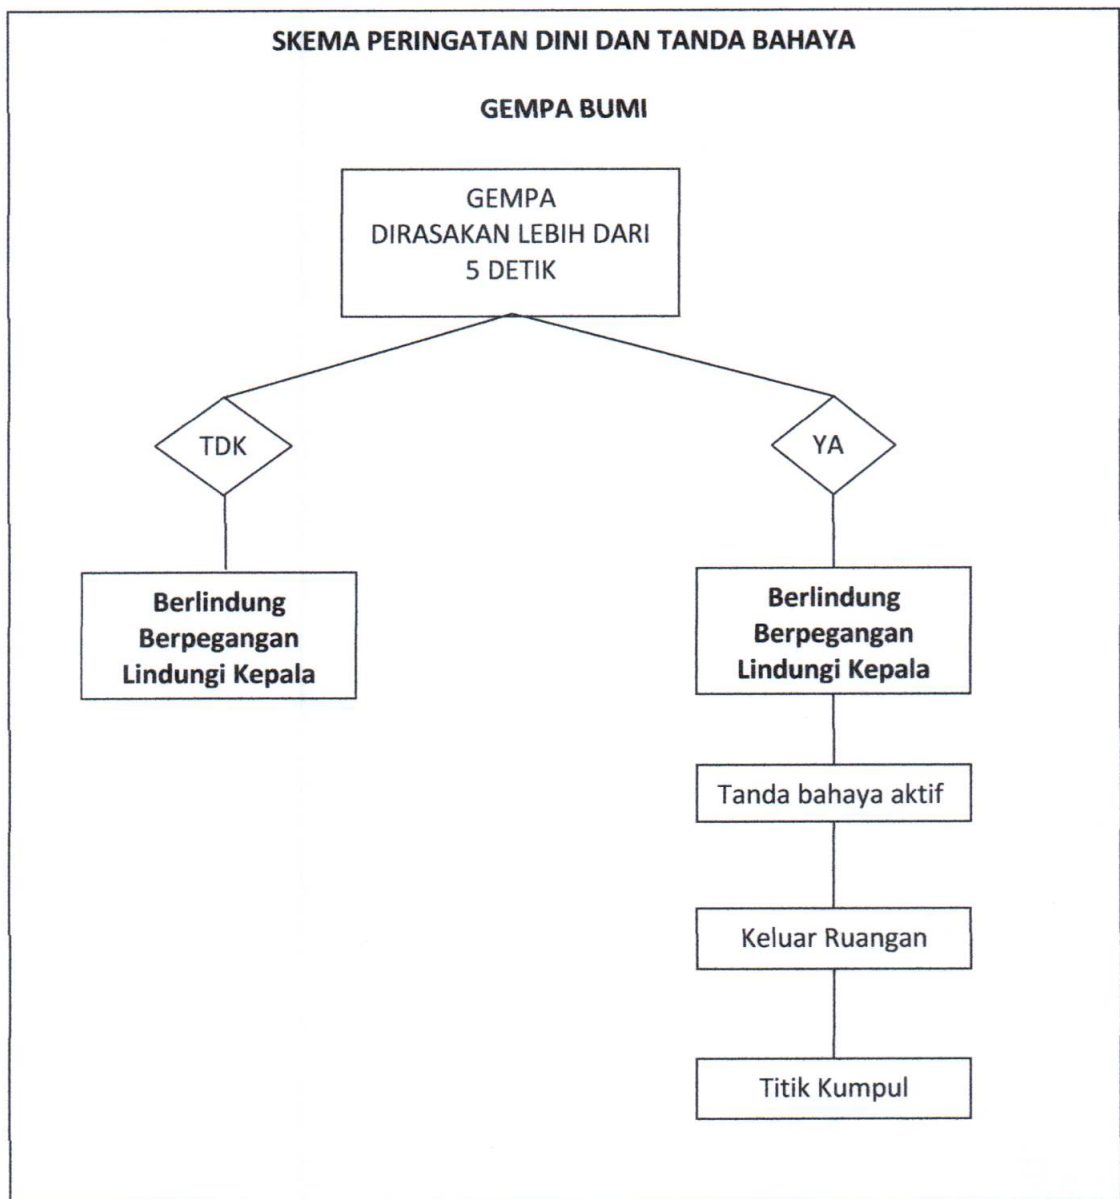 SKEMA PERINGATAN DINI DAN TANDA BAHAYA
GEMPA BUMI
GEMPA
DIRASAKAN LEBIH DARI
5 DETIK
TDK
YA
Berlindung
Berpegangan
Lindungi Kepala
Berlindung
Berpegangan
Lindungi Kepala
Tanda bahaya aktif
Keluar Ruangan
Titik Kumpul